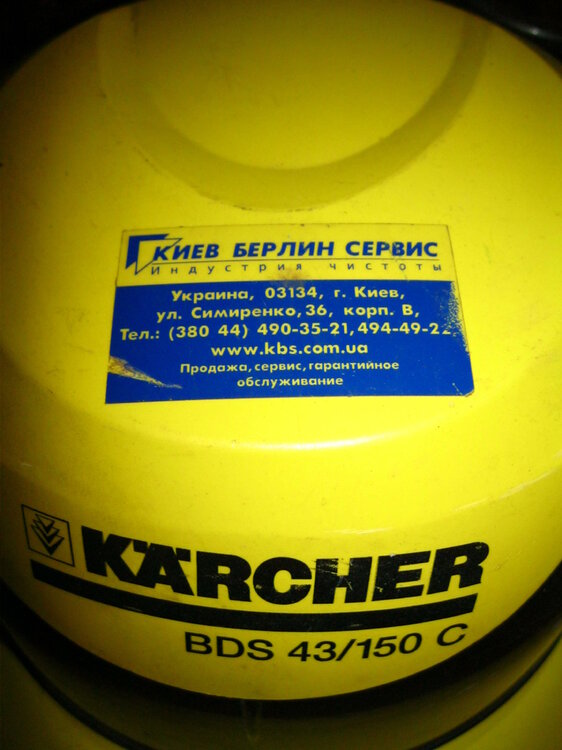 КИЕВ БЕРЛИН СЕРВИС
Индустрия чистоты
Украина, 03134, г. Киев,
ул. Симиренко, 36, корп. В,
Тел.: (380 44) 490-35-21, 494-49-22
www.kbs.com.ua
Продажа, сервис, гарантийное
обслуживание
KÄRCHER
BDS 43/150 C